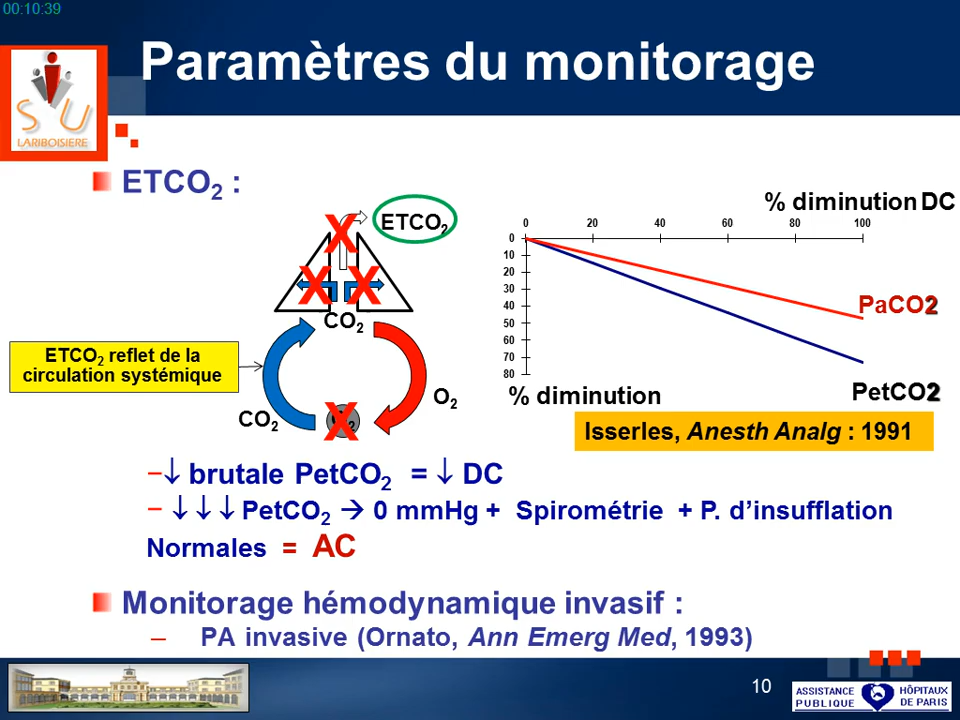 00:10:39
Paramètres du monitorage
SU
LARIBOISIERE
ETCO₂ :
ETCO₂
X
X X
CO₂
ETCO₂ reflet de la
circulation systémique
CO₂
O₂
X
% diminution DC
0 20 40 60 80 100
0
10
20
30
40
50
60
70
80
PaCO2
PetCO2
% diminution
Isserles, Anesth Analg : 1991
–↓ brutale PetCO₂ = ↓ DC
– ↓ ↓ ↓ PetCO₂ → 0 mmHg + Spirométrie + P. d’insufflation
Normales = AC
Monitorage hémodynamique invasif :
– PA invasive (Ornato, Ann Emerg Med, 1993)
10
ASSISTANCE
PUBLIQUE
HÔPITAUX
DE PARIS